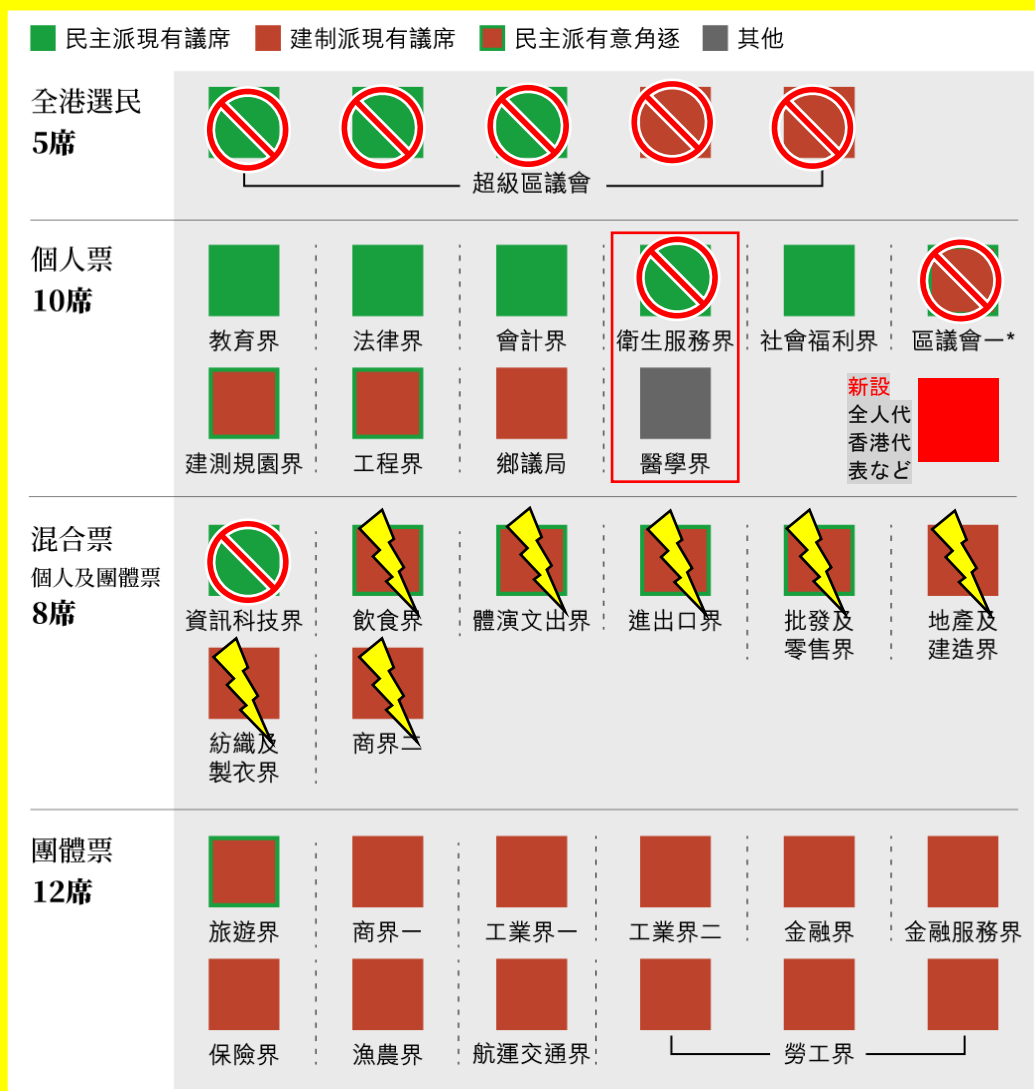 民主派現有議席 建制派現有議席 民主派有意角逐 其他
全港選民
5席
超級區議會
個人票
10席
教育界 法律界 會計界 衛生服務界 社會福利界 區議會一*
建測規園界 工程界 鄉議局 醫學界
新設
全人代
香港代
表など
混合票
個人及團體票
8席
資訊科技界 飲食界 體演文出界 進出口界 批發及
零售界 地產及
建造界
紡織及
製衣界 商界二
團體票
12席
旅遊界 商界一 工業界一 工業界二 金融界 金融服務界
保險界 漁農界 航運交通界 勞工界